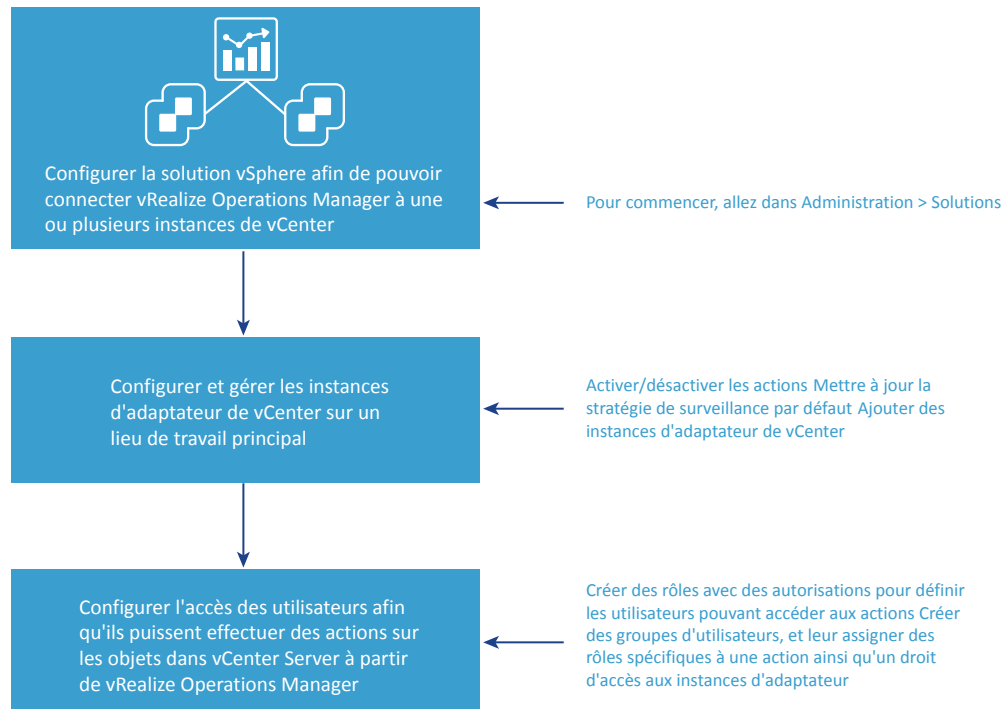 Configurer la solution vSphere afin de pouvoir
connecter vRealize Operations Manager à une
ou plusieurs instances de vCenter
Pour commencer, allez dans Administration > Solutions
Configurer et gérer les instances
d'adaptateur de vCenter sur un
lieu de travail principal
Activer/désactiver les actions Mettre à jour la
stratégie de surveillance par défaut Ajouter des
instances d'adaptateur de vCenter
Configurer l'accès des utilisateurs afin
qu'ils puissent effectuer des actions sur
les objets dans vCenter Server à partir
de vRealize Operations Manager
Créer des rôles avec des autorisations pour définir
les utilisateurs pouvant accéder aux actions Créer
des groupes d'utilisateurs, et leur assigner des
rôles spécifiques à une action ainsi qu'un droit
d'accès aux instances d'adaptateur